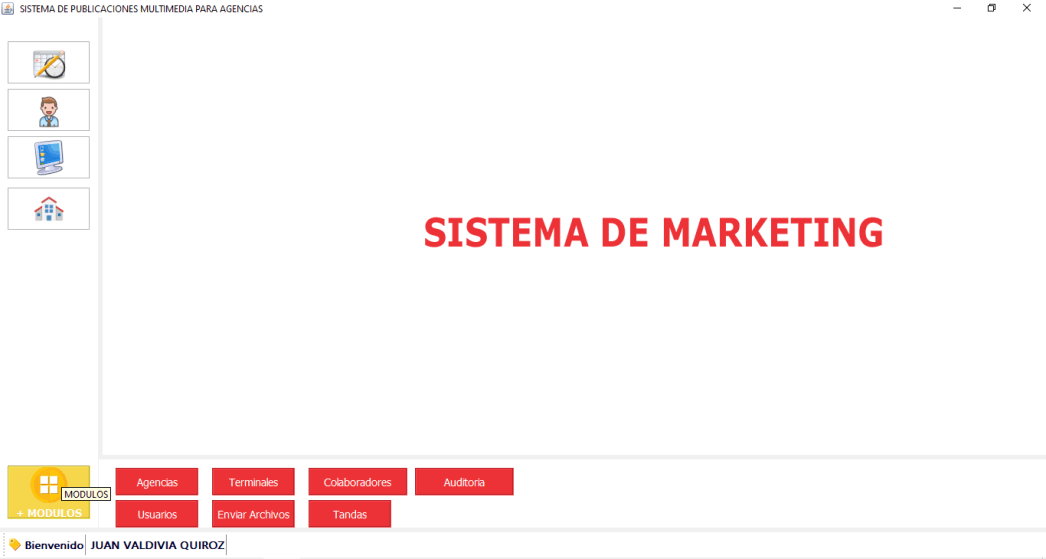 SISTEMA DE PUBLICACIONES MULTIMEDIA PARA AGENCIAS
SISTEMA DE MARKETING
+ MODULOS
MODULOS
Agencias Terminales Colaboradores Auditoria
Usuarios Enviar Archivos Tandas
Bienvenido JUAN VALDIVIA QUIROZ